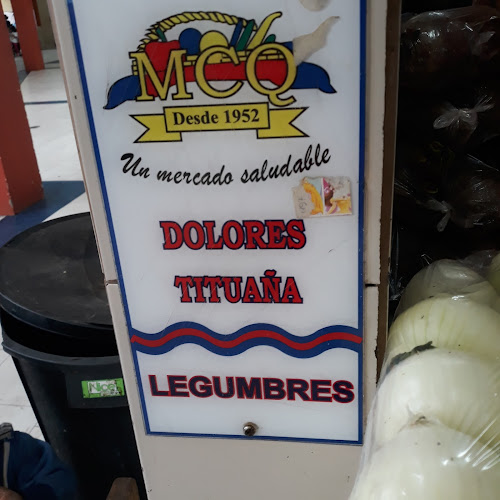 MCQ
Desde 1952
Un mercado saludable
DOLORES
TITUAÑA
LEGUMBRES